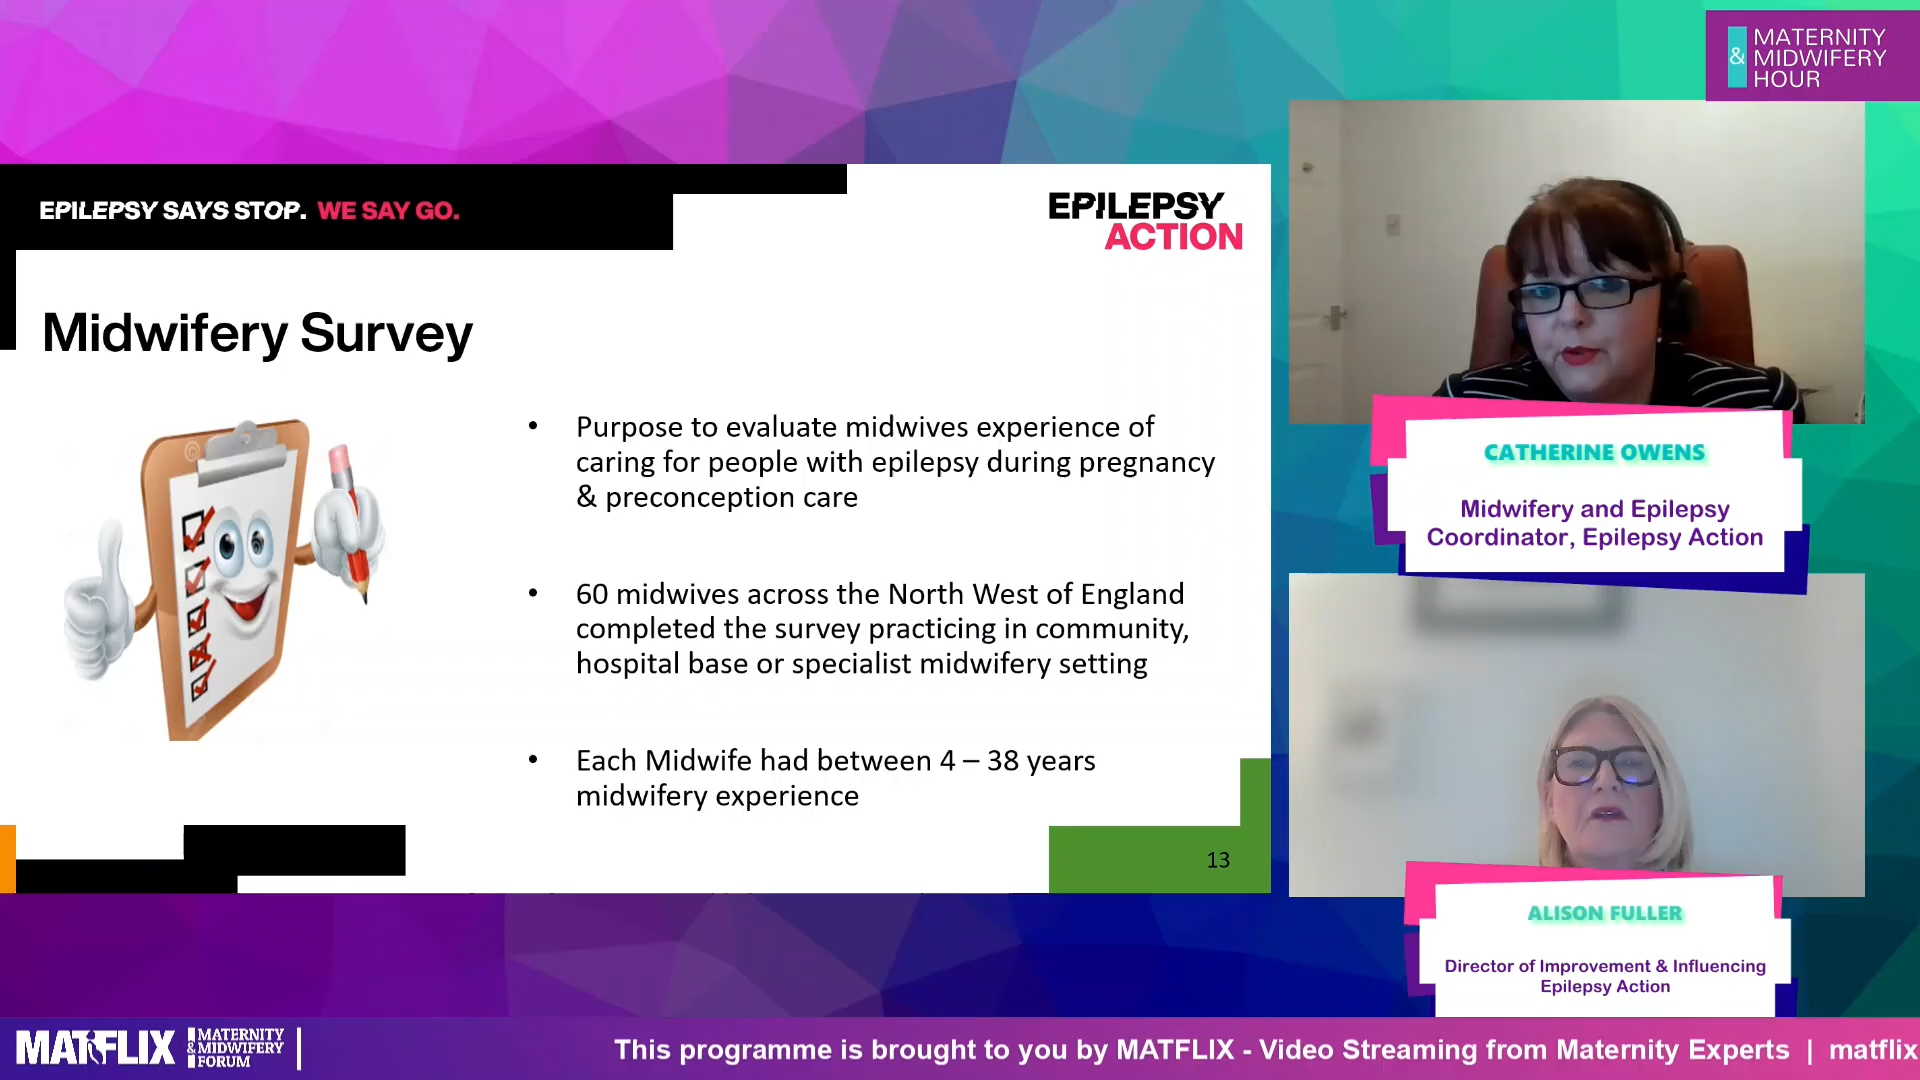 MATERNITY
& MIDWIFERY
HOUR
EPILEPSY SAYS STOP. WE SAY GO.
EPILEPSY
ACTION
Midwifery Survey
• Purpose to evaluate midwives experience of
caring for people with epilepsy during pregnancy
& preconception care
• 60 midwives across the North West of England
completed the survey practicing in community,
hospital base or specialist midwifery setting
• Each Midwife had between 4 – 38 years
midwifery experience
13
CATHERINE OWENS
Midwifery and Epilepsy
Coordinator, Epilepsy Action
ALISON FULLER
Director of Improvement & Influencing
Epilepsy Action
MATFLIX
MATERNITY
& MIDWIFERY
FORUM
This programme is brought to you by MATFLIX - Video Streaming from Maternity Experts | matflix